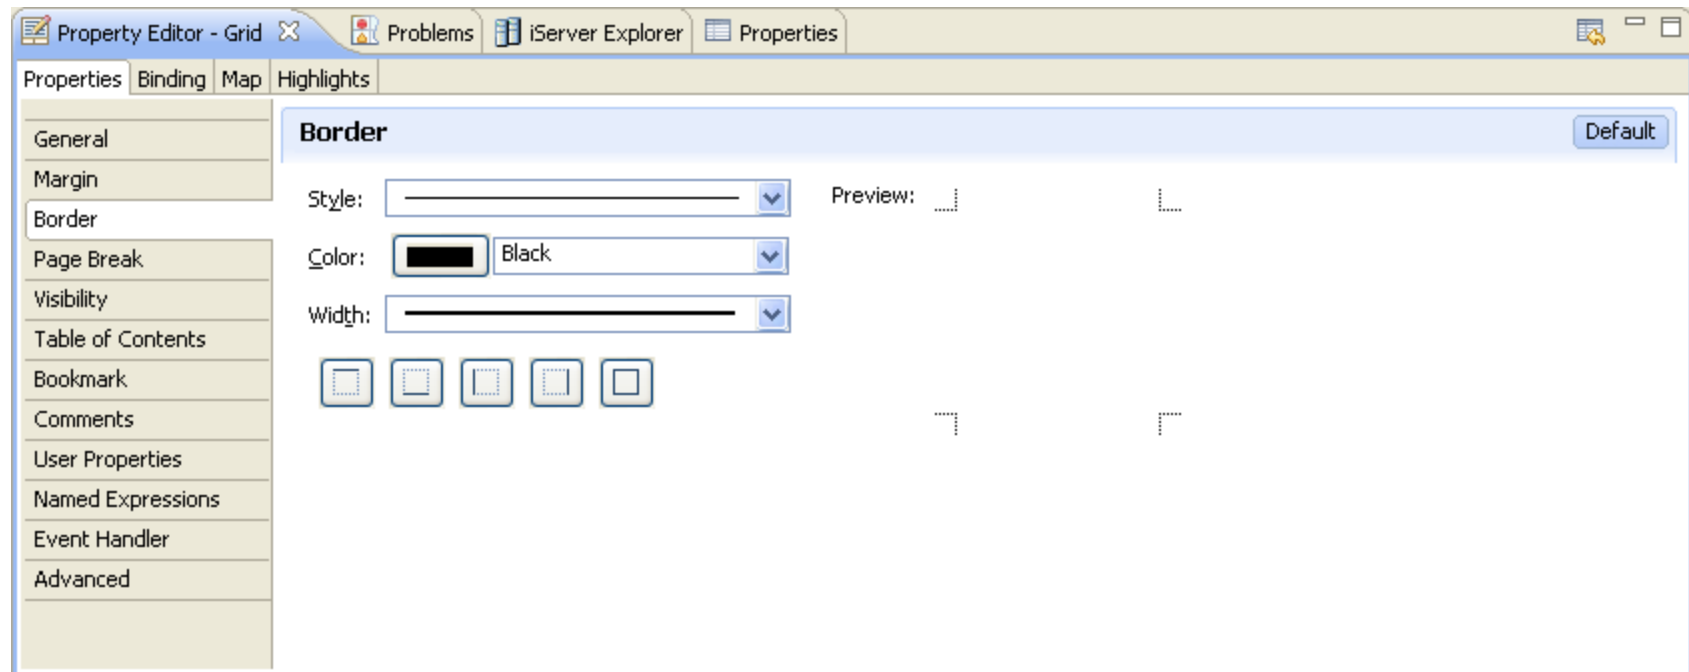 Property Editor - Grid Problems iServer Explorer Properties
Properties Binding Map Highlights
General
Margin
Border
Page Break
Visibility
Table of Contents
Bookmark
Comments
User Properties
Named Expressions
Event Handler
Advanced
Border Default
Style: Preview:
Color: Black
Width: